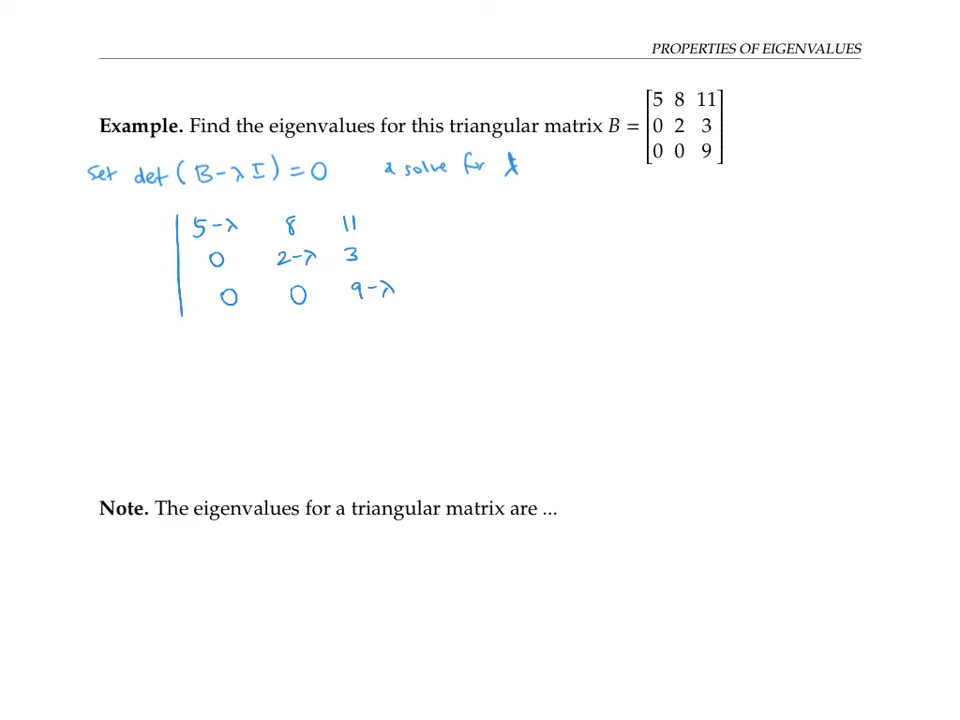 PROPERTIES OF EIGENVALUES
Example. Find the eigenvalues for this triangular matrix B = [5 8 11
0 2 3
0 0 9]
set det (B-λI) = 0 & solve for λ
| 5-λ 8 11
0 2-λ 3
0 0 9-λ
Note. The eigenvalues for a triangular matrix are ...